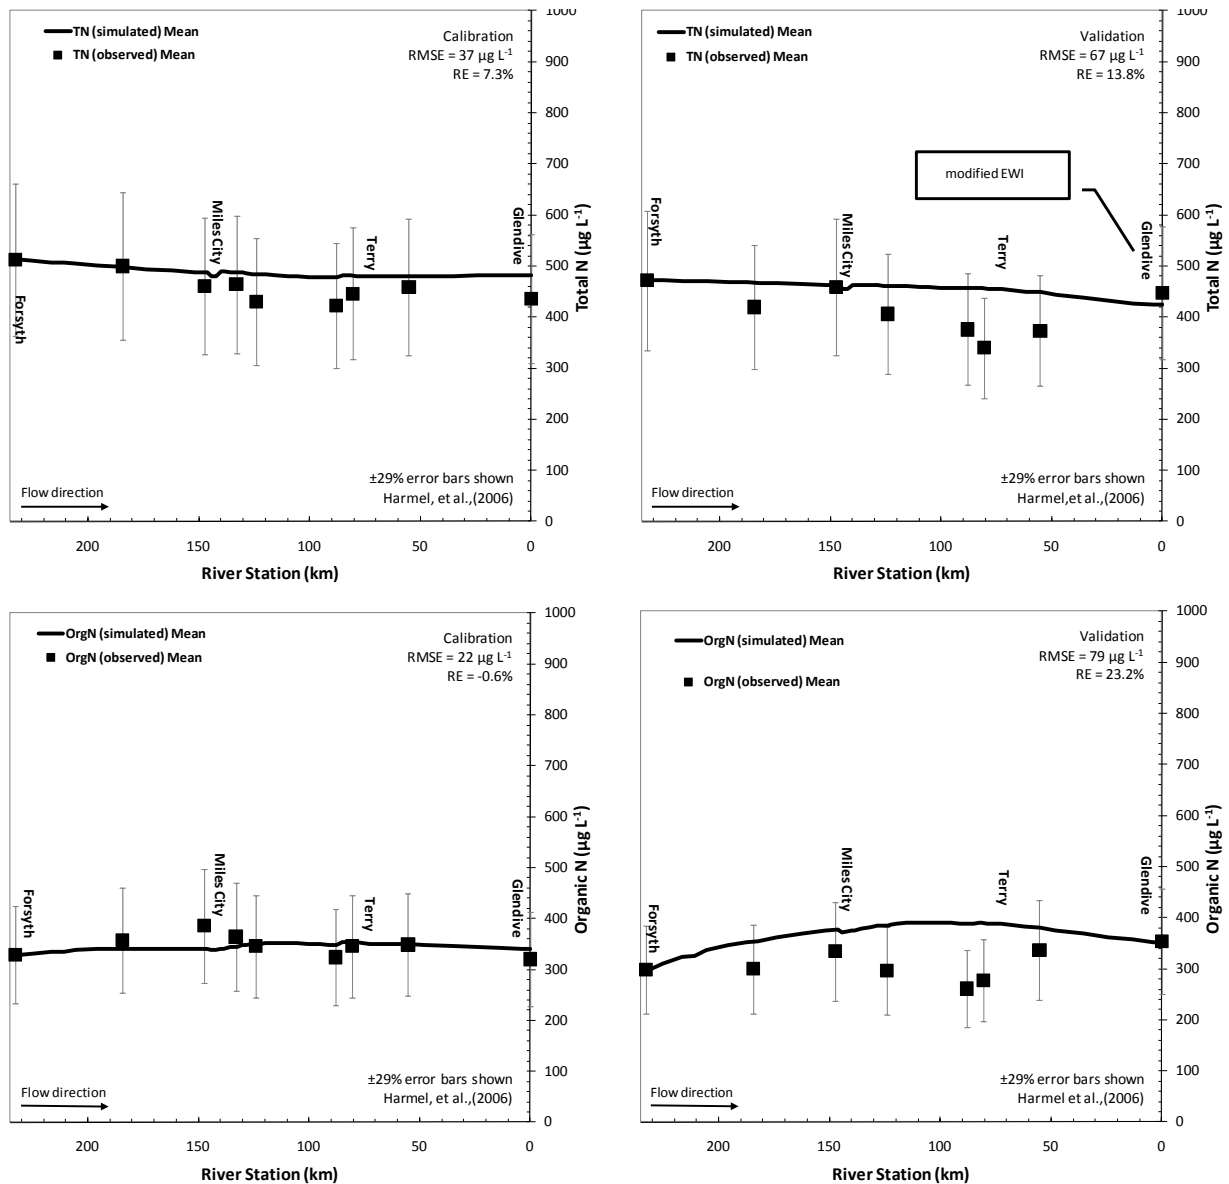 TN (simulated) Mean
TN (observed) Mean
Calibration
RMSE = 37 µg L-1
RE = 7.3%
1000
900
800
700
600
500
400
300
200
100
0
Total N (µg L-1)
Forsyth
Miles City
Terry
Glendive
±29% error bars shown
Harmel, et al.,(2006)
Flow direction
200 150 100 50 0
River Station (km)
TN (simulated) Mean
TN (observed) Mean
Validation
RMSE = 67 µg L-1
RE = 13.8%
modified EWI
1000
900
800
700
600
500
400
300
200
100
0
Total N (µg L-1)
Forsyth
Miles City
Terry
Glendive
±29% error bars shown
Harmel,et al.,(2006)
Flow direction
200 150 100 50 0
River Station (km)
OrgN (simulated) Mean
OrgN (observed) Mean
Calibration
RMSE = 22 µg L-1
RE = -0.6%
1000
900
800
700
600
500
400
300
200
100
0
Organic N (µg L-1)
Forsyth
Miles City
Terry
Glendive
±29% error bars shown
Harmel, et al.,(2006)
Flow direction
200 150 100 50 0
River Station (km)
OrgN (simulated) Mean
OrgN (observed) Mean
Validation
RMSE = 79 µg L-1
RE = 23.2%
1000
900
800
700
600
500
400
300
200
100
0
Organic N (µg L-1)
Forsyth
Miles City
Terry
Glendive
±29% error bars shown
Harmel, et al.,(2006)
Flow direction
200 150 100 50 0
River Station (km)